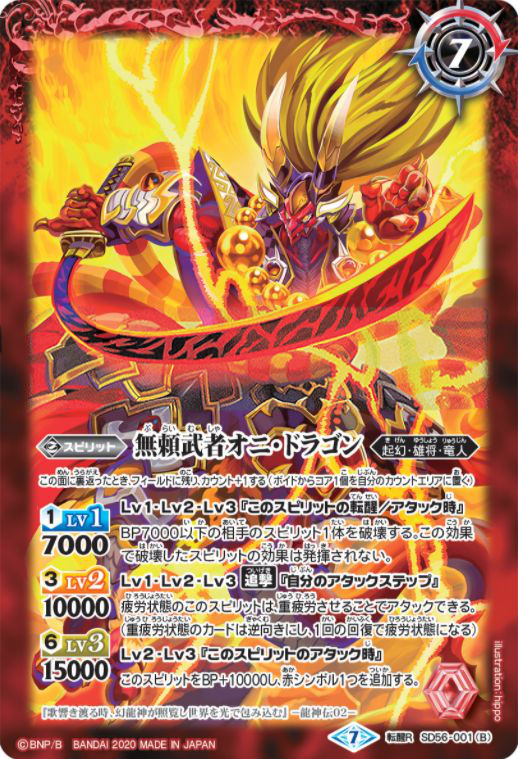 7
スピリット 無頼武者オニ・ドラゴン 起幻・雄将・竜人
この面に裏返ったとき、フィールドに残り、カウント+1する(ボイドからコア1個を自分のカウントエリアに置く)
1 LV1
7000
Lv1・Lv2・Lv3『このスピリットの転醒/アタック時』
BP7000以下の相手のスピリット1体を破壊する。この効果
で破壊したスピリットの効果は発揮されない。
3 LV2
10000
Lv1・Lv2・Lv3 追撃『自分のアタックステップ』
疲労状態のこのスピリットは、重疲労させることでアタックできる。
(重疲労状態のカードは逆向きにし、1回の回復で疲労状態になる)
6 LV3
15000
Lv2・Lv3『このスピリットのアタック時』
このスピリットをBP+10000し、赤シンボル1つを追加する。
『歌響き渡る時、幻龍神が照覧し世界を光で包み込む』 ―龍神伝02―
illustration:hippo
©BNP/B BANDAI 2020 MADE IN JAPAN
7 転醒R SD56-001(B)